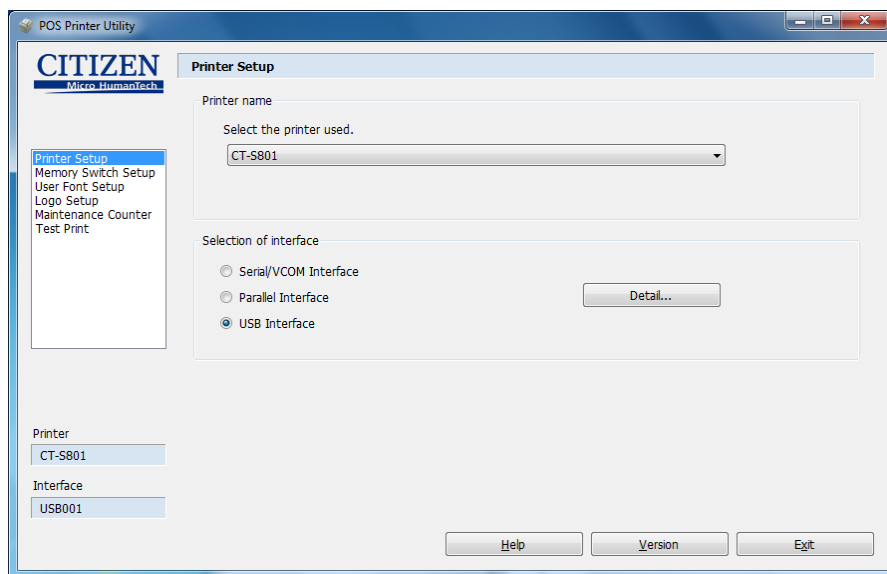 POS Printer Utility
CITIZEN
Micro HumanTech
Printer Setup
Printer name
Select the printer used.
CT-S801
Printer Setup
Memory Switch Setup
User Font Setup
Logo Setup
Maintenance Counter
Test Print
Selection of interface
Serial/VCOM Interface
Parallel Interface
Detail...
USB Interface
Printer
CT-S801
Interface
USB001
Help
Version
Exit